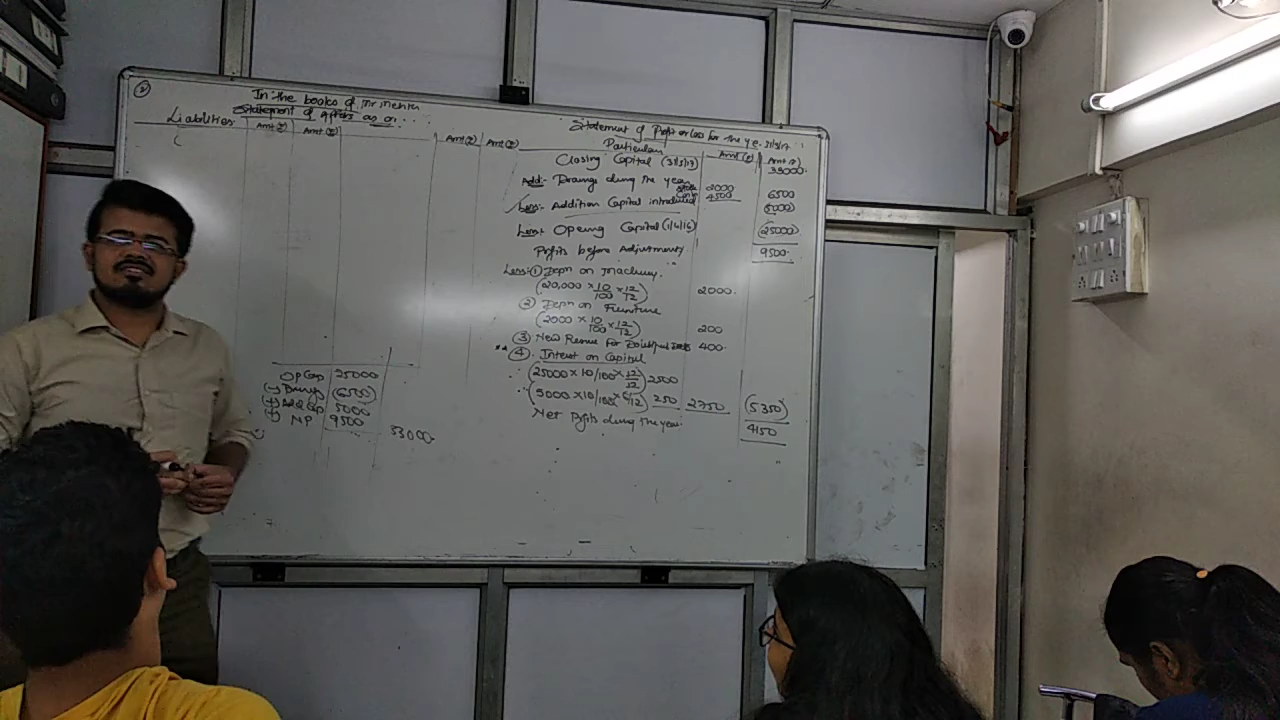 2
In the books of Mr Mehta
Statement of Affairs as on ...
Liabilities Amt (₹) Amt (₹) Amt (₹) Amt (₹)
Op Cap 25000
(-) Drawings (6500)
(+) Add Cap 5000
(+) NP 9500
33000
Statement of Profit or Loss for the y.e. 31/3/17
Particulars Amt (₹) Amt (₹)
Closing Capital (31/3/17) 33000
Add:- Drawings during the year 2000 4500 6500
Less:- Addition Capital introduced (5000)
Less:- Opening Capital (1/4/16) (25000)
Profits before Adjustment 9500
Less:- ① Depn on Machinery
(20,000 × 10/100 × 12/12) 2000
② Depn on Furniture
(2000 × 10/100 × 12/12) 200
③ New Reserve for Doubtful Debts 400
④ Interest on Capital
(25000 × 10/100 × 12/12) 2500
(5000 × 10/100 × 6/12) 250 2750 (5350)
Net Profits during the year 4150